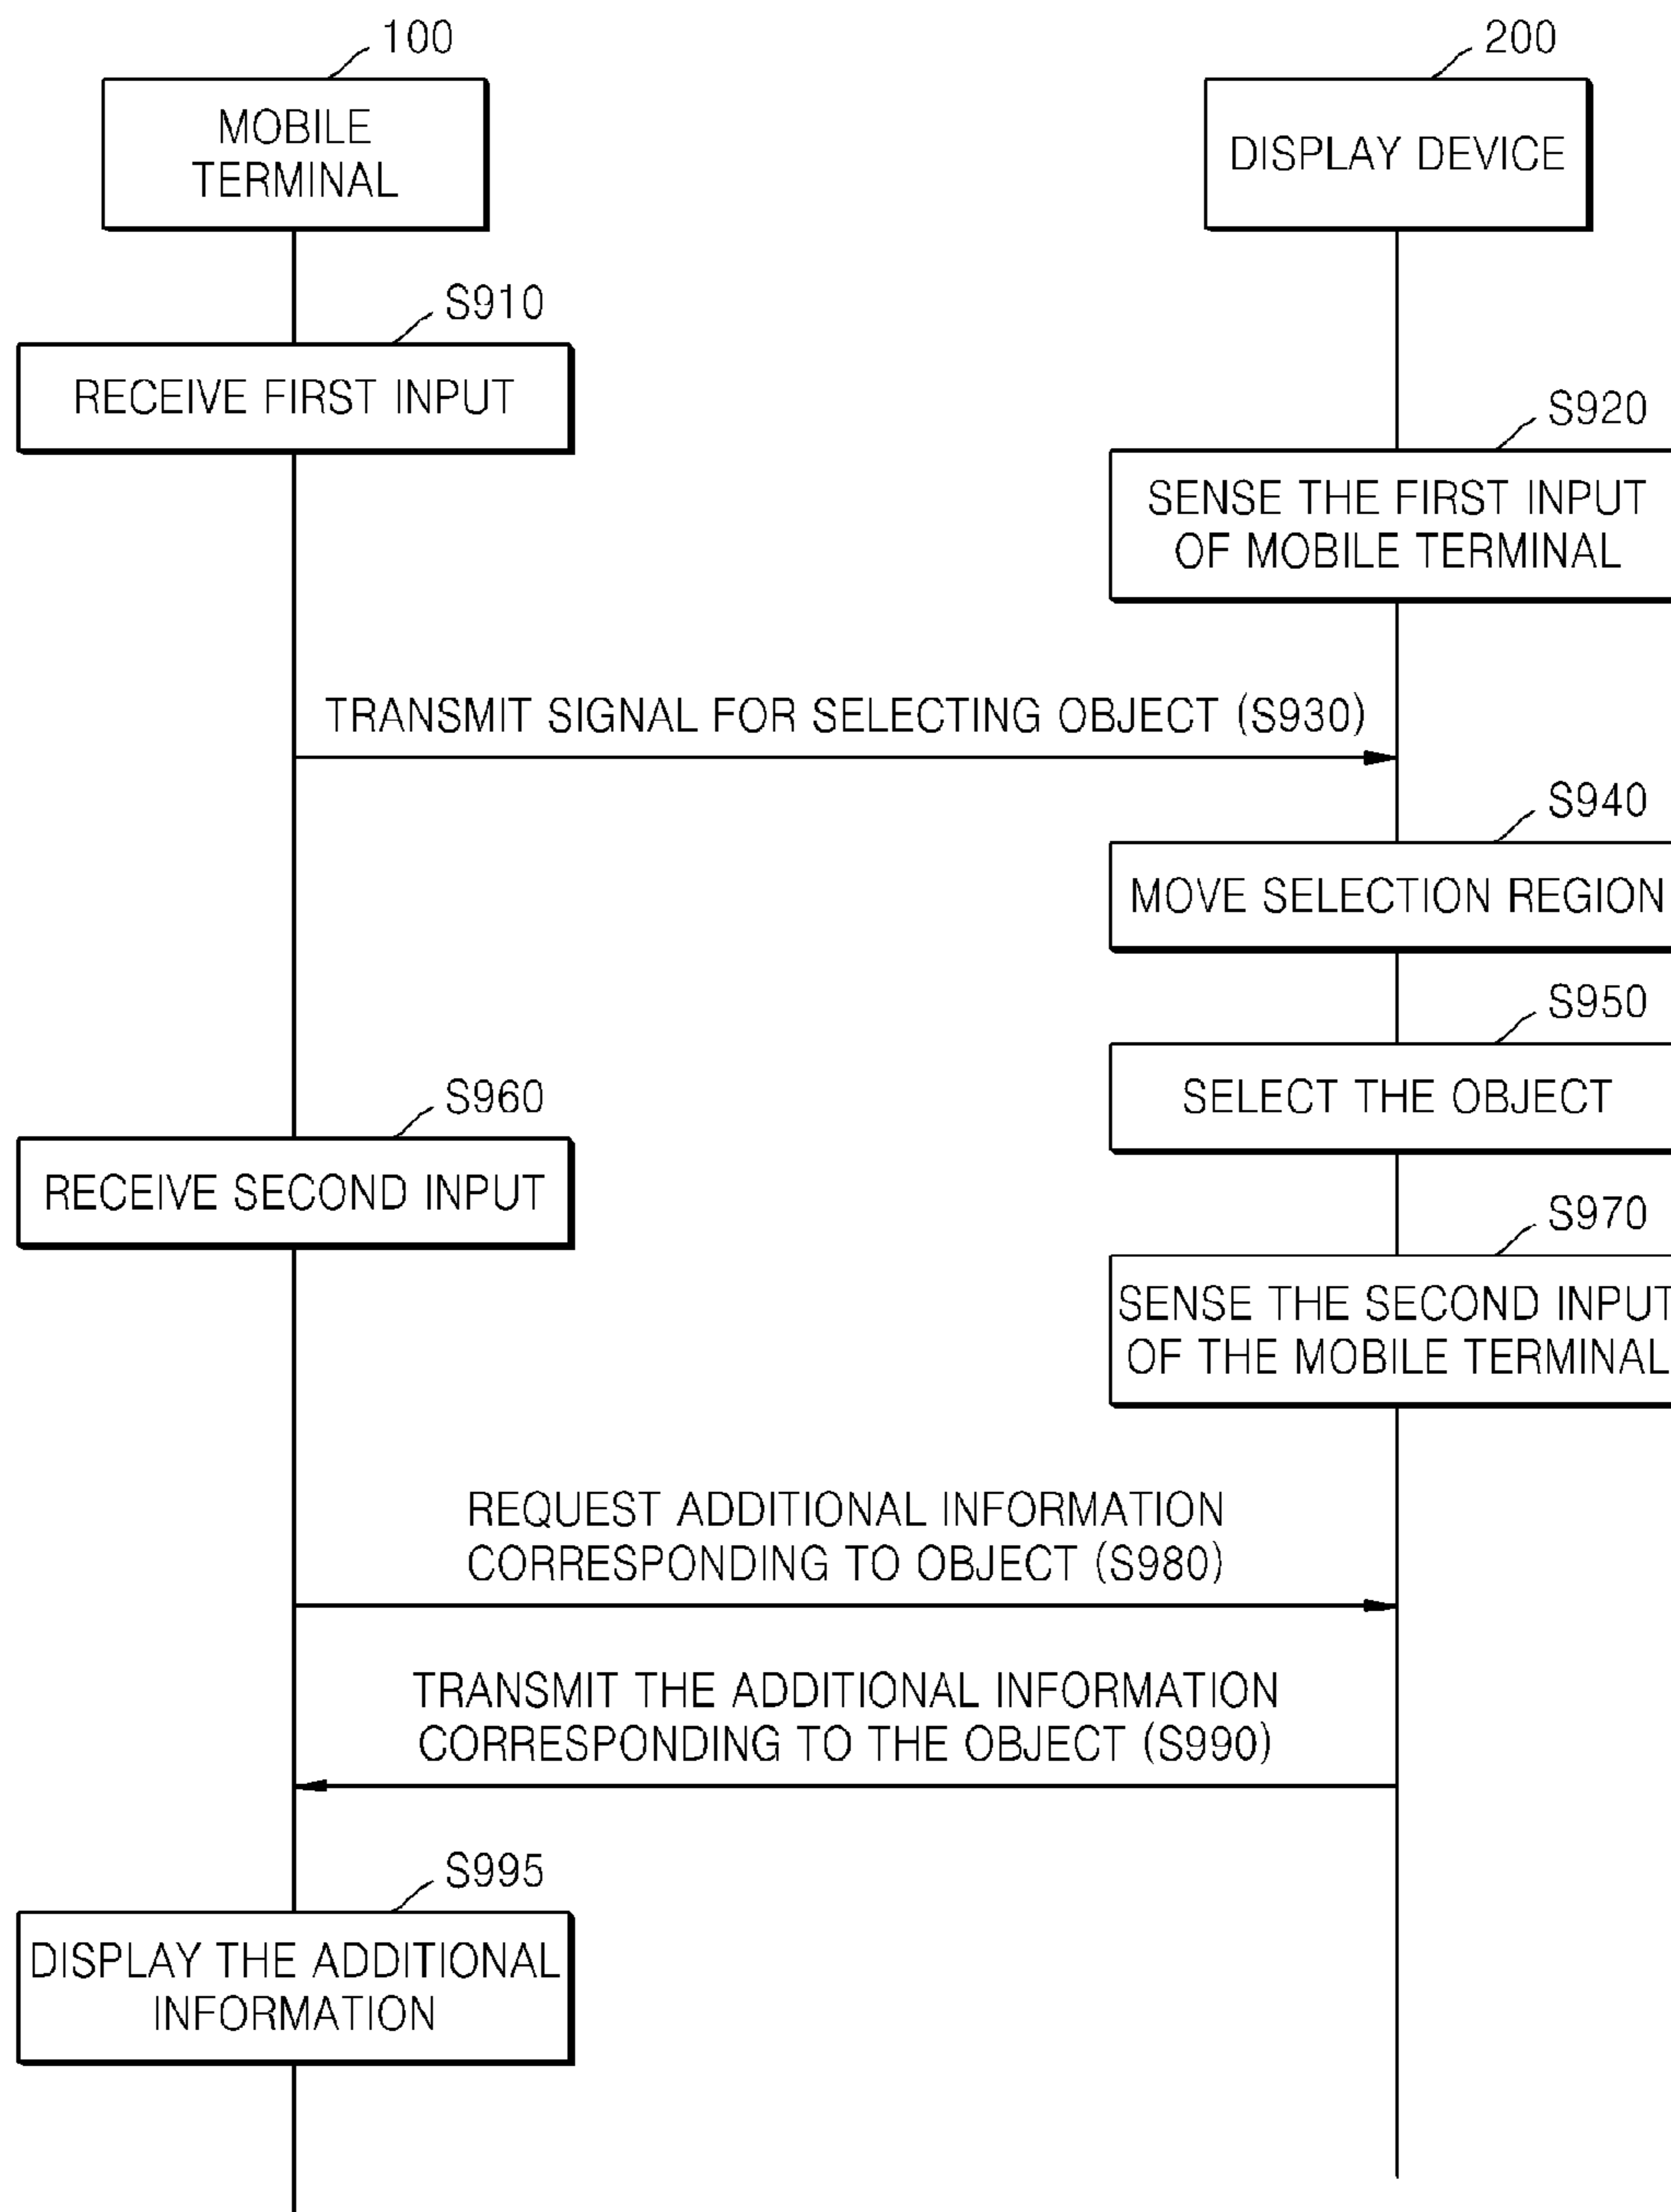 100
MOBILE
TERMINAL
200
DISPLAY DEVICE
S910
RECEIVE FIRST INPUT
S920
SENSE THE FIRST INPUT
OF MOBILE TERMINAL
TRANSMIT SIGNAL FOR SELECTING OBJECT (S930)
S940
MOVE SELECTION REGION
S950
SELECT THE OBJECT
S960
RECEIVE SECOND INPUT
S970
SENSE THE SECOND INPUT
OF THE MOBILE TERMINAL
REQUEST ADDITIONAL INFORMATION
CORRESPONDING TO OBJECT (S980)
TRANSMIT THE ADDITIONAL INFORMATION
CORRESPONDING TO THE OBJECT (S990)
S995
DISPLAY THE ADDITIONAL
INFORMATION